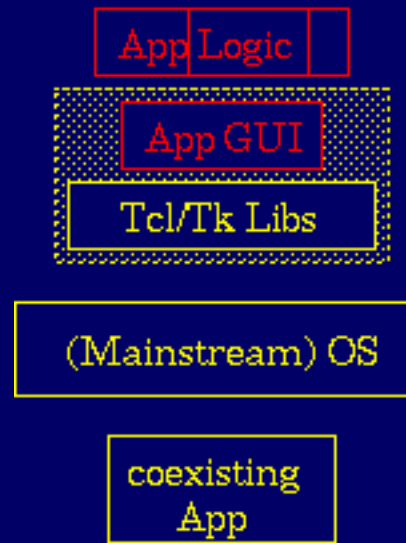 App Logic
App GUI
Tcl/Tk Libs
(Mainstream) OS
coexisting
App